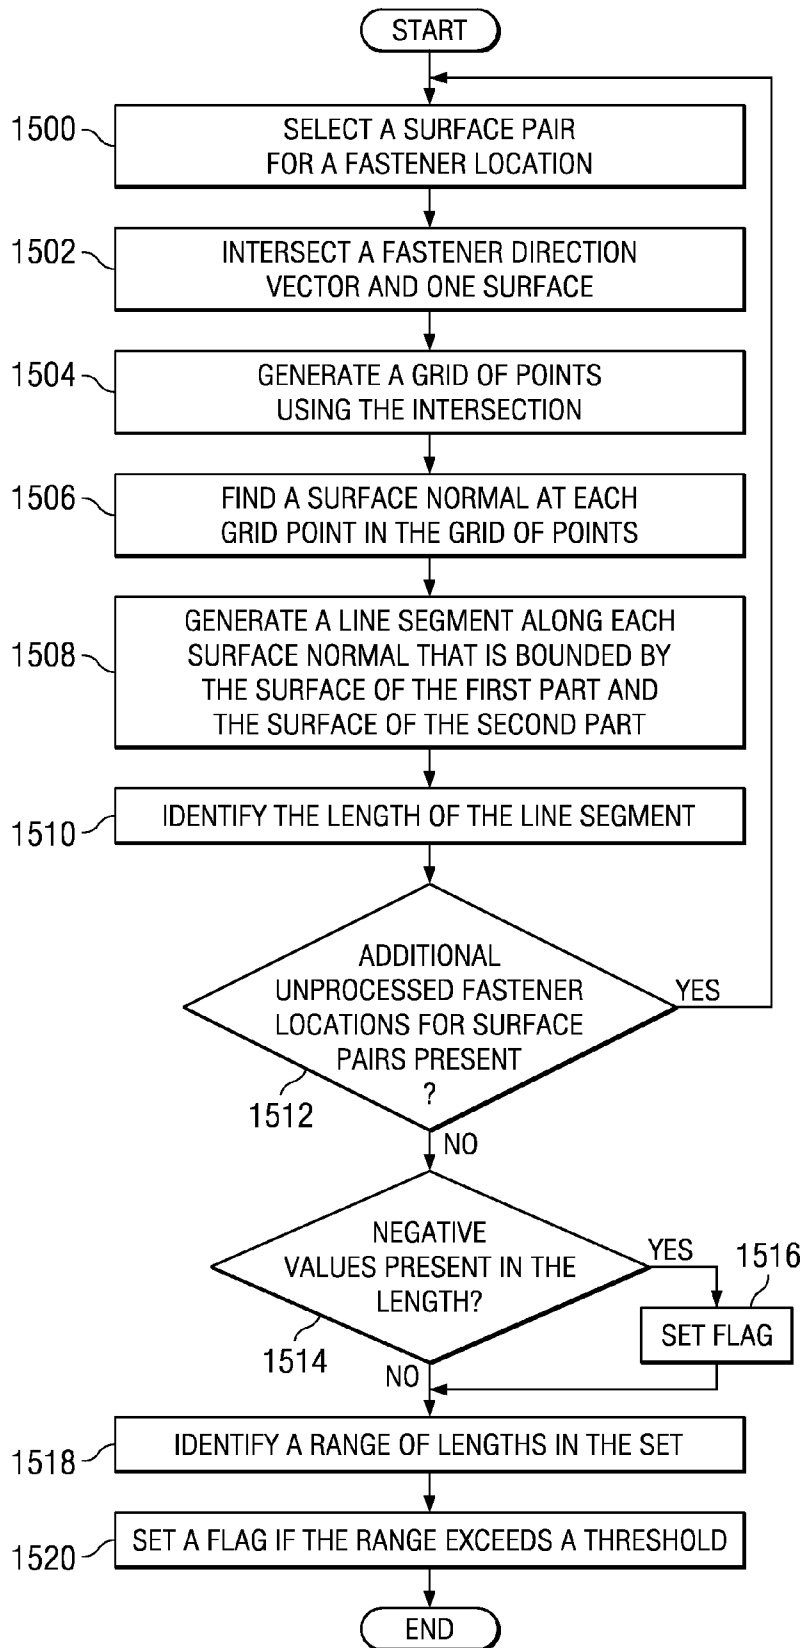 START
1500
SELECT A SURFACE PAIR
FOR A FASTENER LOCATION
1502
INTERSECT A FASTENER DIRECTION
VECTOR AND ONE SURFACE
1504
GENERATE A GRID OF POINTS
USING THE INTERSECTION
1506
FIND A SURFACE NORMAL AT EACH
GRID POINT IN THE GRID OF POINTS
1508
GENERATE A LINE SEGMENT ALONG EACH
SURFACE NORMAL THAT IS BOUNDED BY
THE SURFACE OF THE FIRST PART AND
THE SURFACE OF THE SECOND PART
1510
IDENTIFY THE LENGTH OF THE LINE SEGMENT
ADDITIONAL
UNPROCESSED FASTENER
LOCATIONS FOR SURFACE
PAIRS PRESENT
?
YES
1512
NO
NEGATIVE
VALUES PRESENT IN THE
LENGTH?
YES
1516
SET FLAG
1514
NO
1518
IDENTIFY A RANGE OF LENGTHS IN THE SET
1520
SET A FLAG IF THE RANGE EXCEEDS A THRESHOLD
END